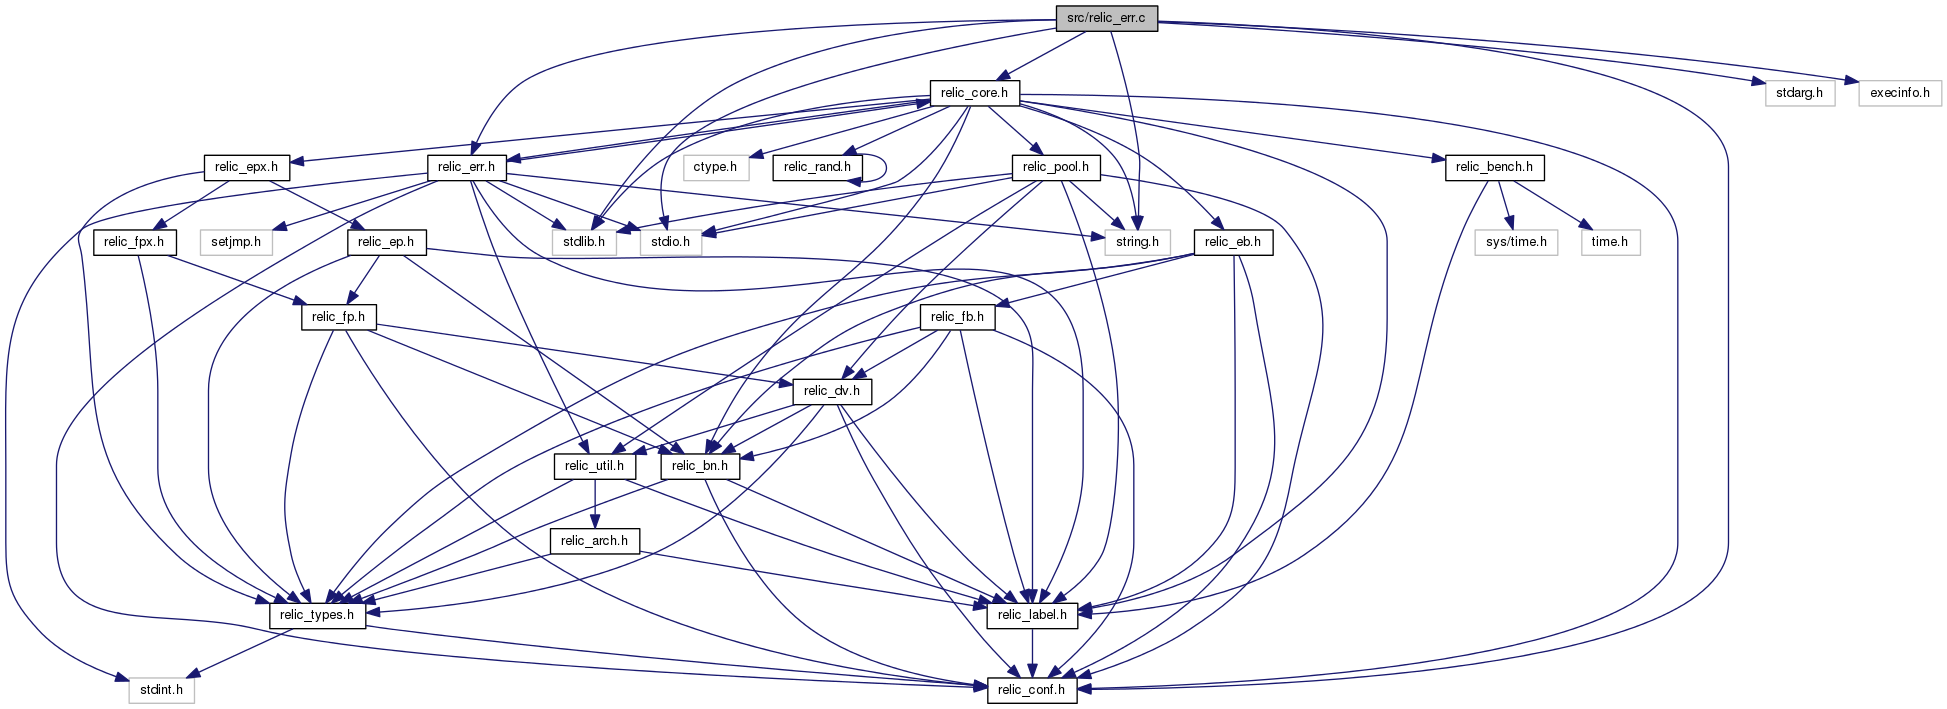 src/relic_err.c
relic_core.h
stdarg.h
execinfo.h
relic_epx.h
relic_err.h
ctype.h
relic_rand.h
relic_pool.h
relic_bench.h
relic_fpx.h
setjmp.h
relic_ep.h
stdlib.h
stdio.h
string.h
relic_eb.h
sys/time.h
time.h
relic_fp.h
relic_fb.h
relic_dv.h
relic_util.h
relic_bn.h
relic_arch.h
relic_types.h
relic_label.h
stdint.h
relic_conf.h